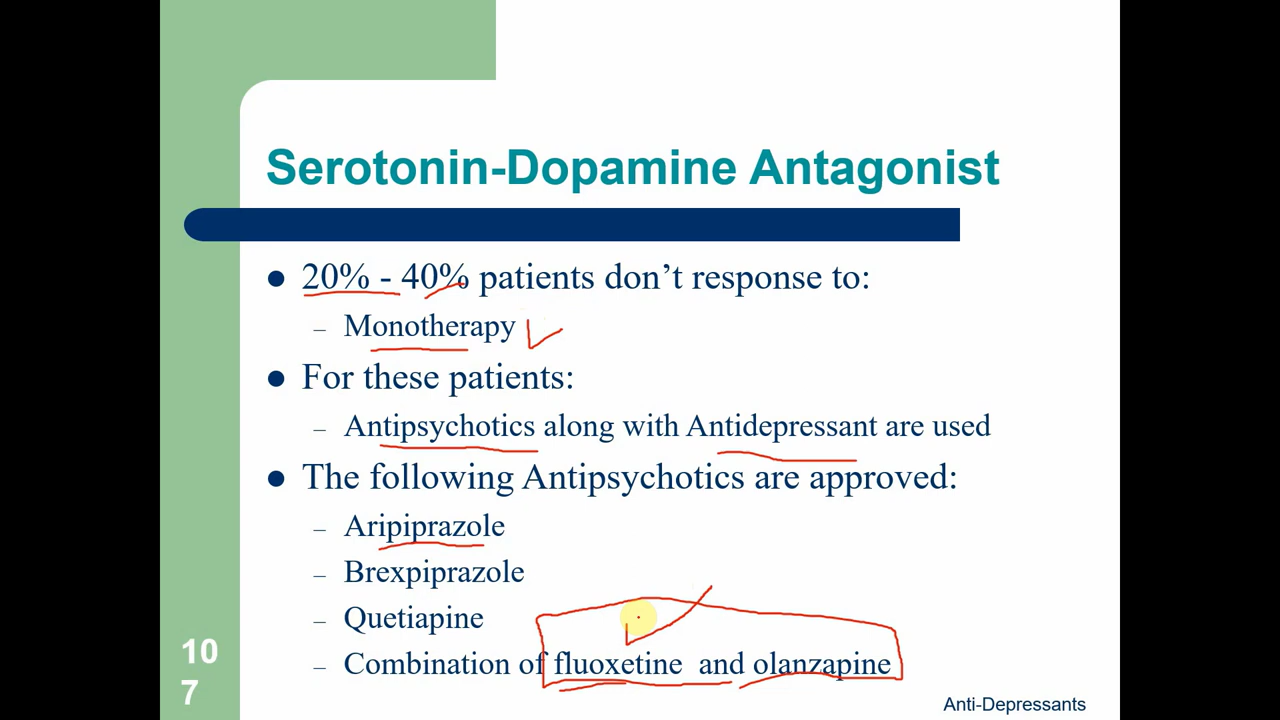 Serotonin-Dopamine Antagonist
● 20% - 40% patients don’t response to:
– Monotherapy
● For these patients:
– Antipsychotics along with Antidepressant are used
● The following Antipsychotics are approved:
– Aripiprazole
– Brexpiprazole
– Quetiapine
– Combination of fluoxetine and olanzapine
10
7
Anti-Depressants